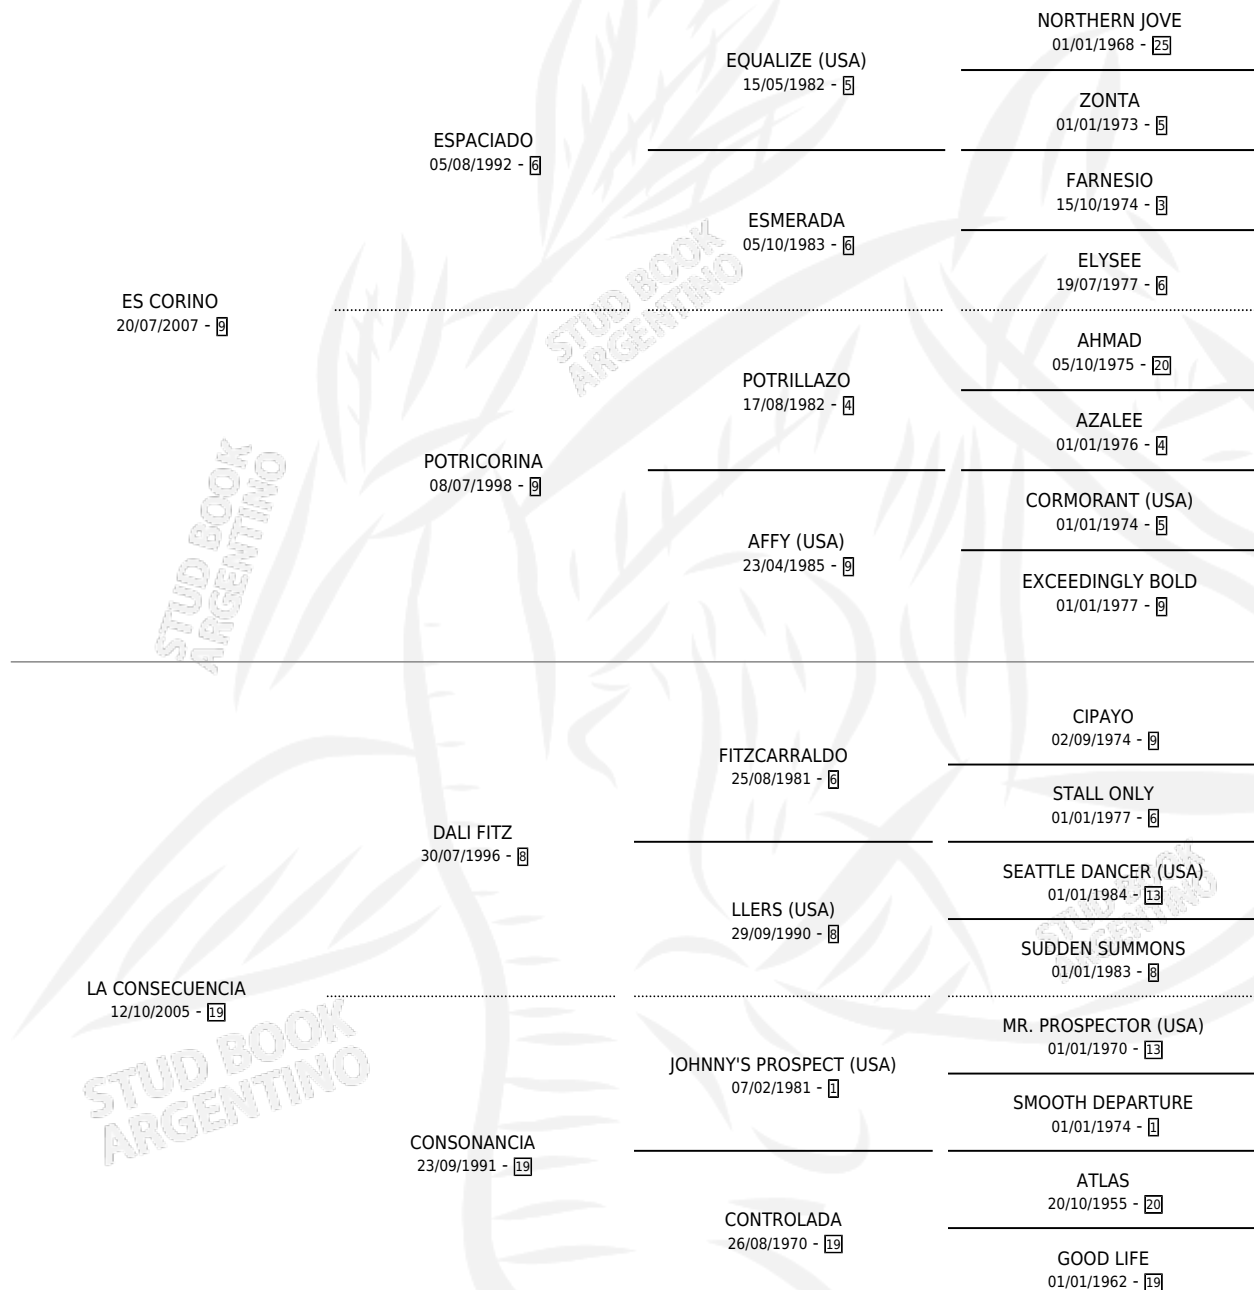 NORTHERN JOVE
01/01/1968 - 25
EQUALIZE (USA)
15/05/1982 - 5
ZONTA
01/01/1973 - 5
ESPACIADO
05/08/1992 - 6
FARNESIO
15/10/1974 - 3
ESMERADA
05/10/1983 - 6
ELYSEE
19/07/1977 - 6
ES CORINO
20/07/2007 - 9
AHMAD
05/10/1975 - 20
POTRILLAZO
17/08/1982 - 4
AZALEE
01/01/1976 - 4
POTRICORINA
08/07/1998 - 9
CORMORANT (USA)
01/01/1974 - 5
AFFY (USA)
23/04/1985 - 9
EXCEEDINGLY BOLD
01/01/1977 - 9
CIPAYO
02/09/1974 - 9
FITZCARRALDO
25/08/1981 - 6
STALL ONLY
01/01/1977 - 6
DALI FITZ
30/07/1996 - 8
SEATTLE DANCER (USA)
01/01/1984 - 13
LLERS (USA)
29/09/1990 - 8
SUDDEN SUMMONS
01/01/1983 - 8
LA CONSECUENCIA
12/10/2005 - 19
MR. PROSPECTOR (USA)
01/01/1970 - 13
JOHNNY'S PROSPECT (USA)
07/02/1981 - 1
SMOOTH DEPARTURE
01/01/1974 - 1
CONSONANCIA
23/09/1991 - 19
ATLAS
20/10/1955 - 20
CONTROLADA
26/08/1970 - 19
GOOD LIFE
01/01/1962 - 19
STUD BOOK
ARGENTINO
STUD BOOK
ARGENTINO
STUD BOOK
ARGENTINO
STUD BOOK
ARGENTINO